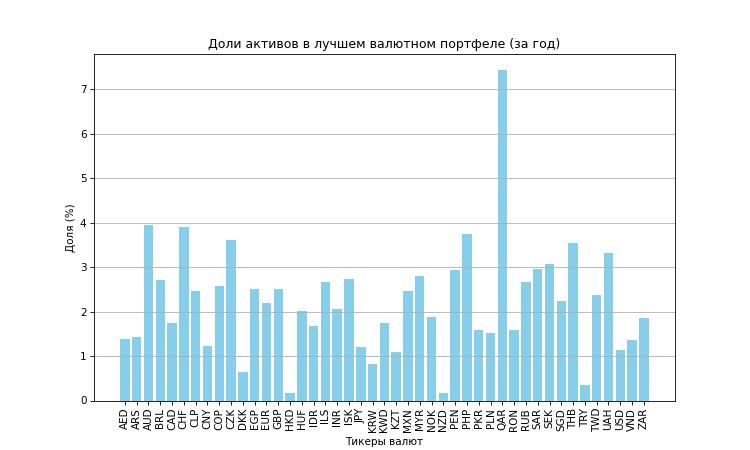 Доли активов в лучшем валютном портфеле (за год)
Доля (%)
7
6
5
4
3
2
1
0
AED ARS AUD BRL CAD CHF CLP CNY COP CZK DKK EGP EUR GBP HKD HUF IDR ILS INR ISK JPY KRW KWD KZT MXN MYR NOK NZD PEN PHP PKR PLN QAR RON RUB SAR SEK SGD THB TRY TWD UAH USD VND ZAR
Тикеры валют